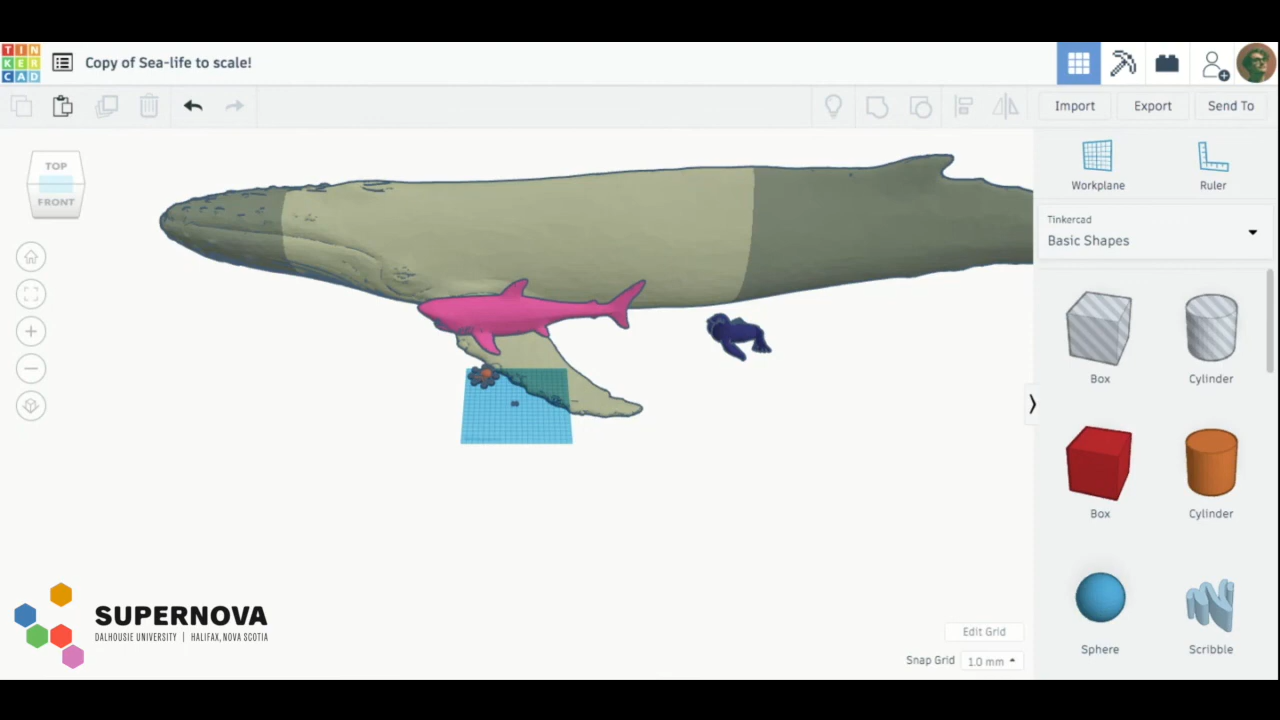 TIN
KER
CAD
Copy of Sea-life to scale!
Import
Export
Send To
TOP
FRONT
Workplane
Ruler
Tinkercad
Basic Shapes
Box
Cylinder
Box
Cylinder
Sphere
Scribble
Edit Grid
Snap Grid
1.0 mm
SUPERNOVA
DALHOUSIE UNIVERSITY | HALIFAX, NOVA SCOTIA